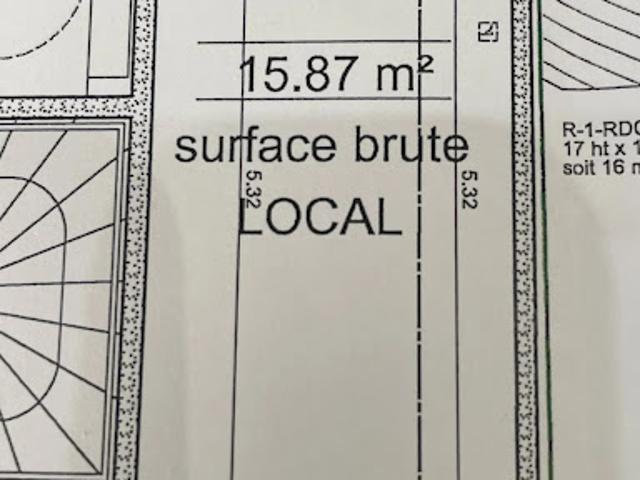 15.87 m²
surface brute
5.32
5.32
LOCAL
R-1-RDC
17 ht x 1
soit 16 m